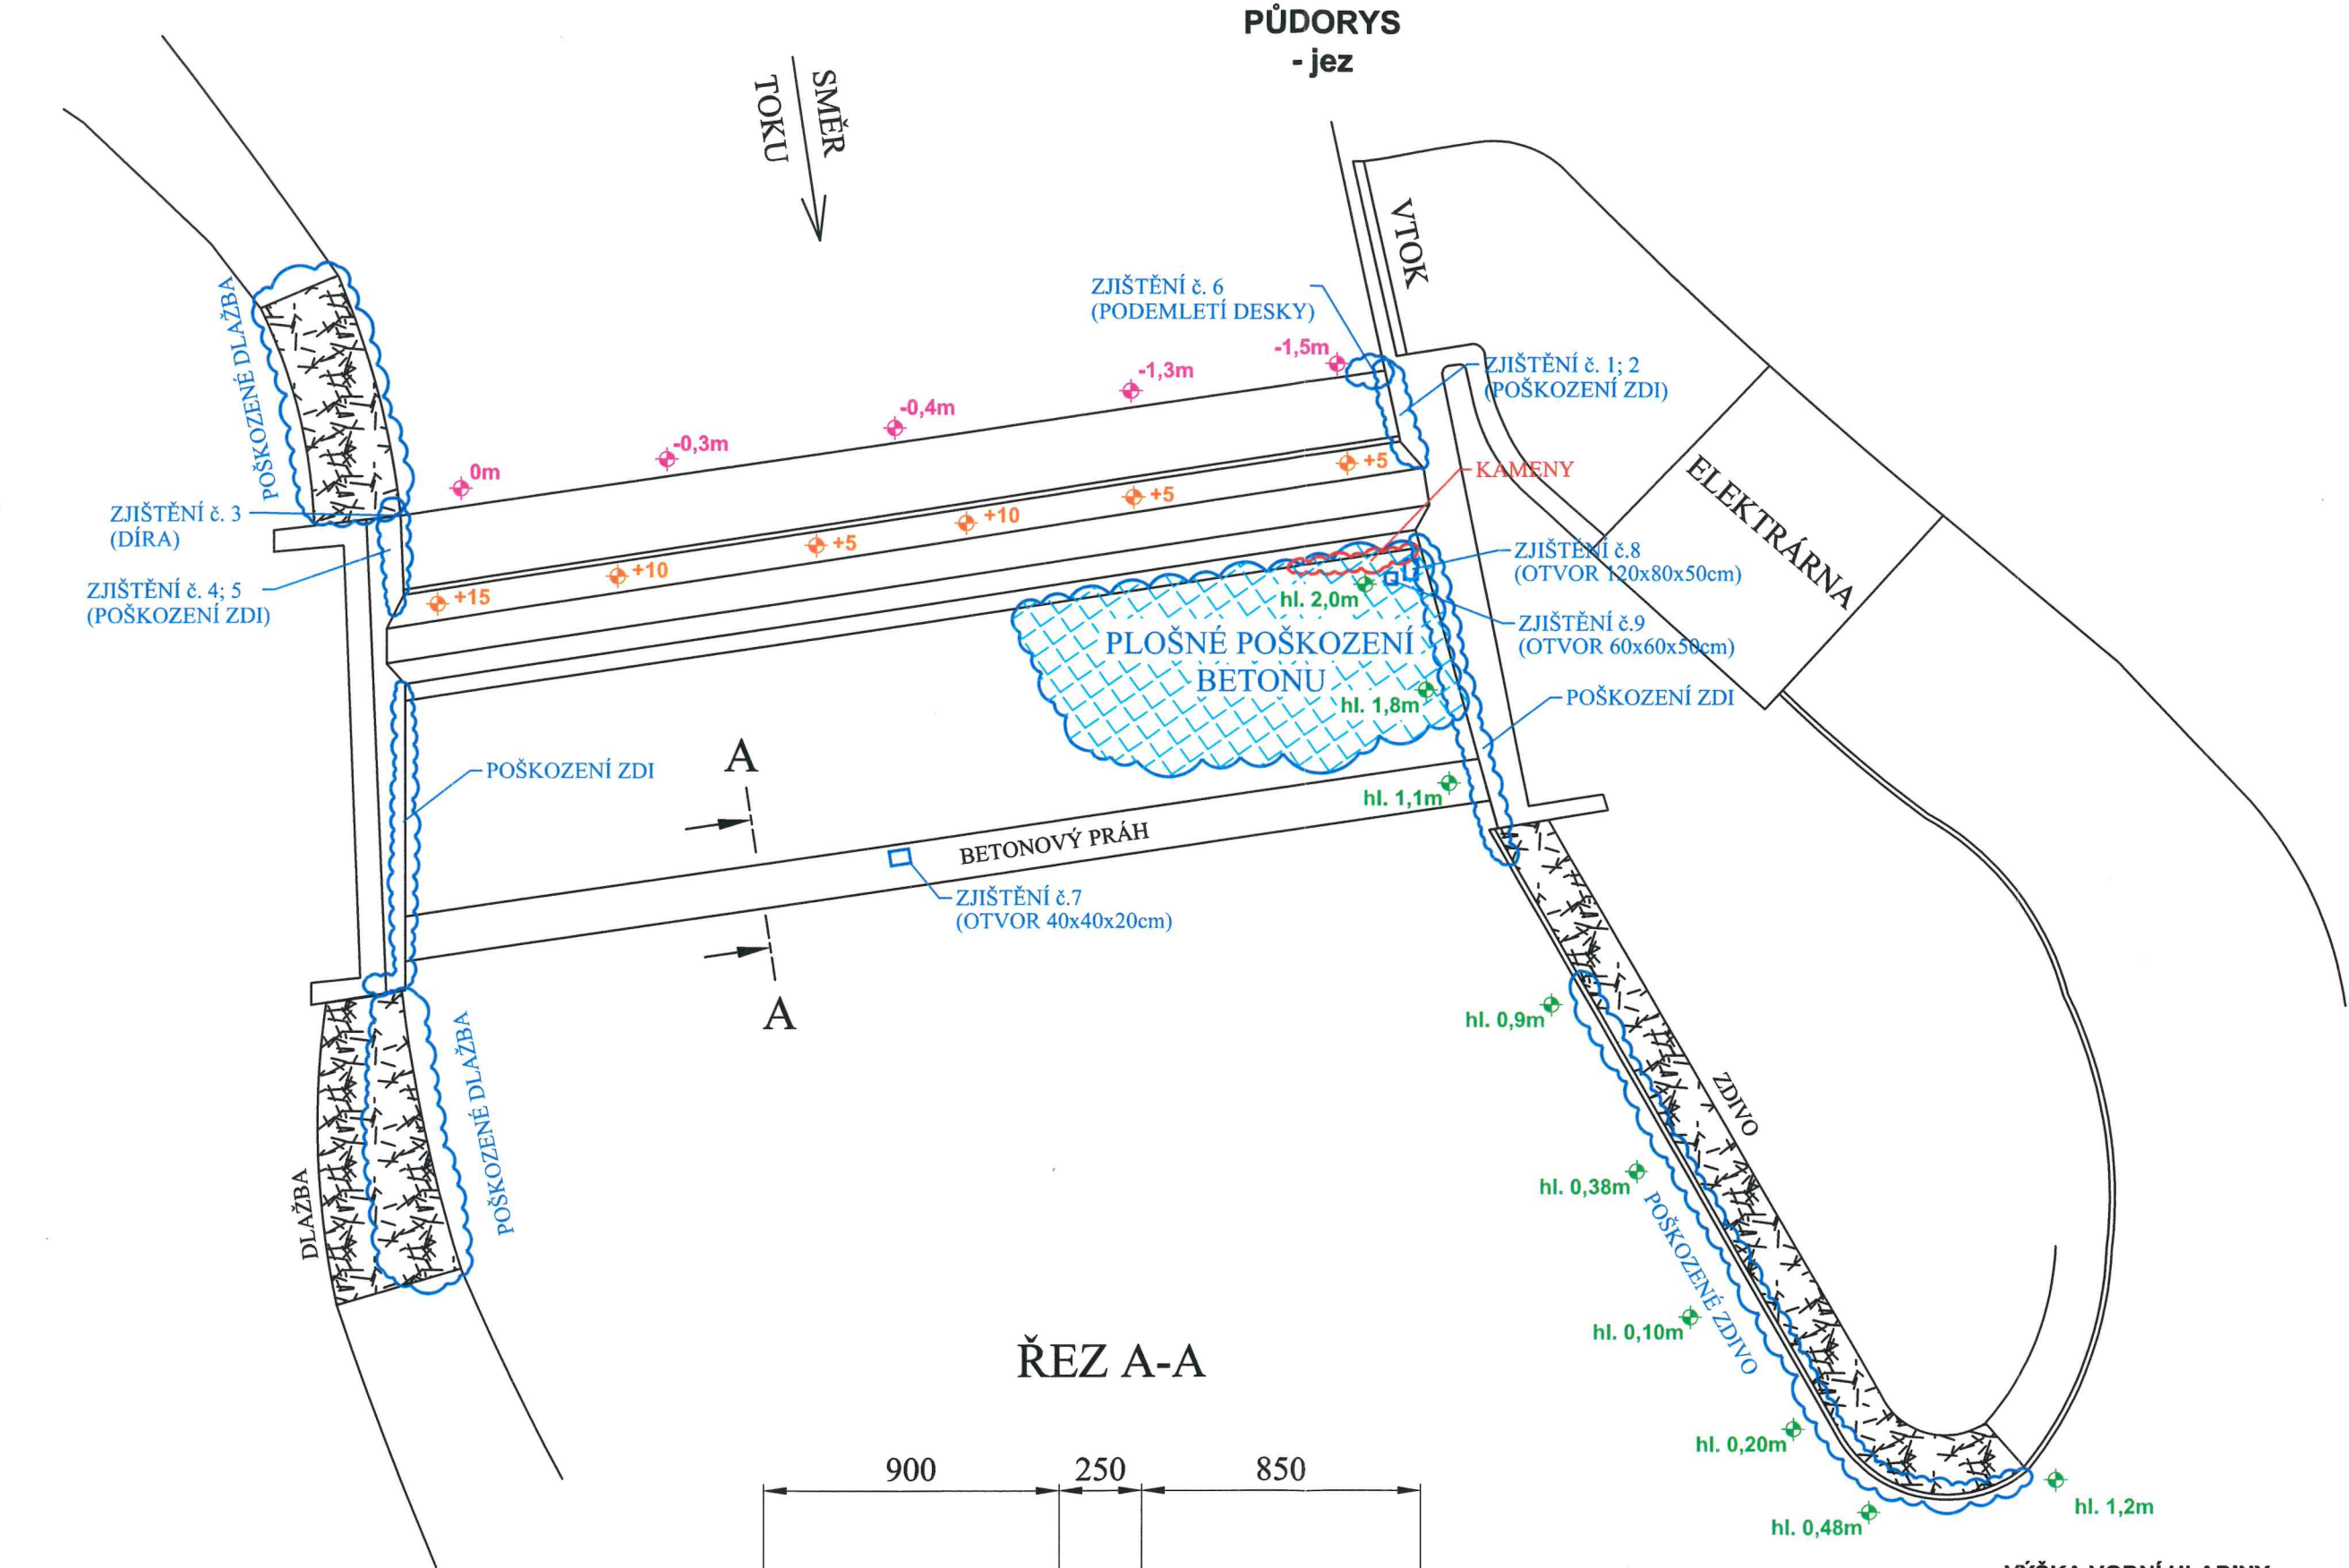 PŮDORYS
- jez
SMĚR
TOKU
VTOK
ZJIŠTĚNÍ č. 6
(PODEMLETÍ DESKY)
POŠKOZENÉ DLAŽBA
-1,5m
-1,3m
-0,4m
-0,3m
0m
ZJIŠTĚNÍ č. 1; 2
(POŠKOZENÍ ZDI)
KAMENY
+5
+5
+10
+5
+10
+15
ELEKTRÁRNA
ZJIŠTĚNÍ č. 3
(DÍRA)
ZJIŠTĚNÍ č. 4; 5
(POŠKOZENÍ ZDI)
ZJIŠTĚNÍ č.8
(OTVOR 120x80x50cm)
hl. 2,0m
ZJIŠTĚNÍ č.9
(OTVOR 60x60x50cm)
PLOŠNÉ POŠKOZENÍ
BETONU
hl. 1,8m
POŠKOZENÍ ZDI
POŠKOZENÍ ZDI
A
hl. 1,1m
BETONOVÝ PRÁH
ZJIŠTĚNÍ č.7
(OTVOR 40x40x20cm)
A
hl. 0,9m
POŠKOZENÉ DLAŽBA
DLAŽBA
ZDIVO
hl. 0,38m
POŠKOZENÉ ZDIVO
hl. 0,10m
ŘEZ A-A
hl. 0,20m
900
250
850
hl. 0,48m
hl. 1,2m
VÝŠKA VODNÍ HLADINY